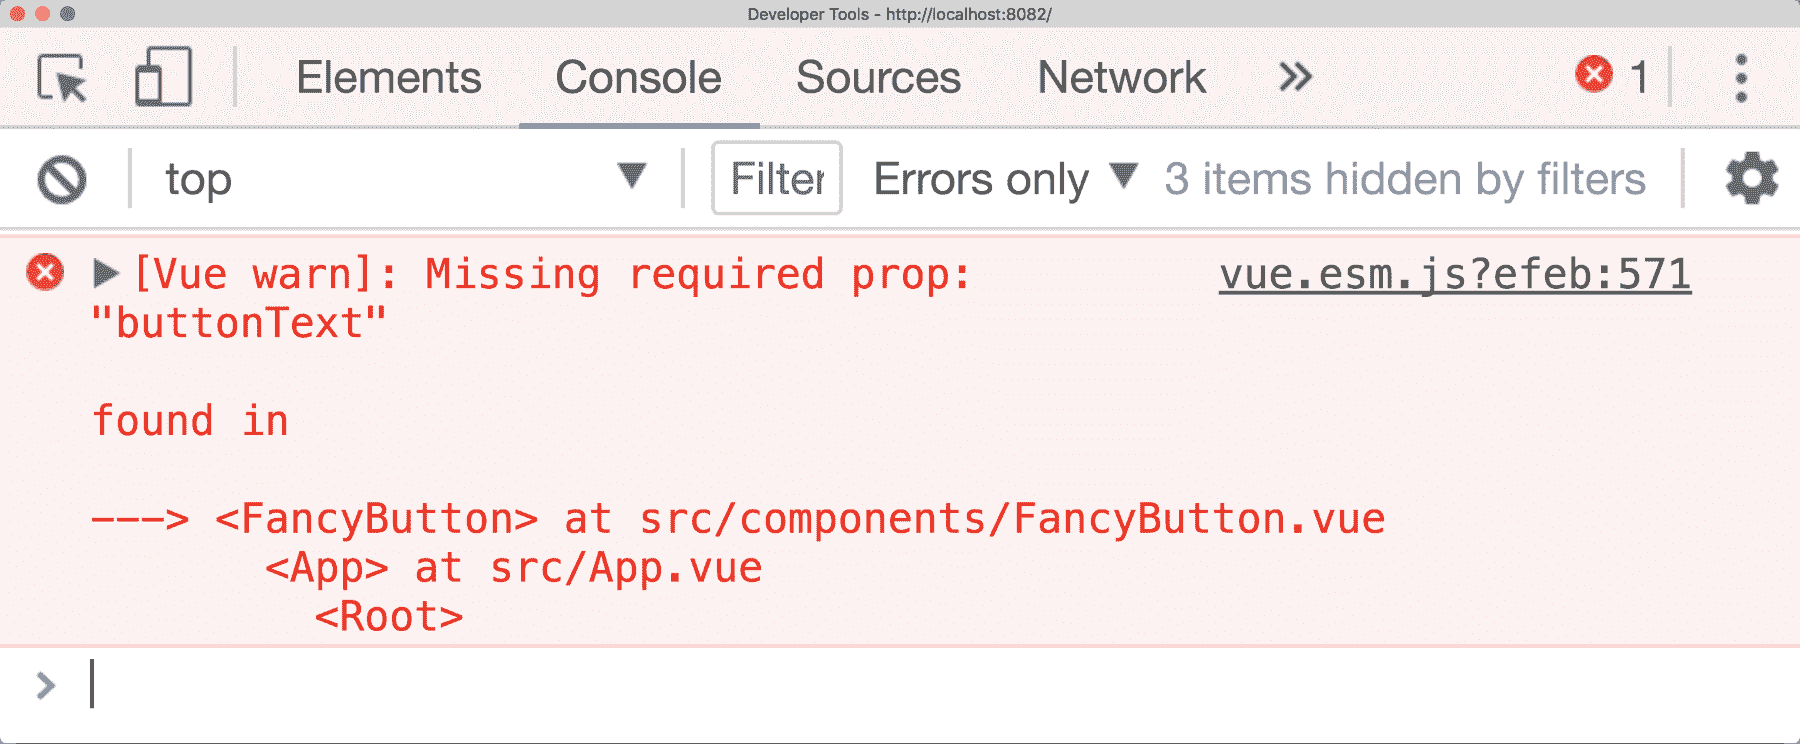 Developer Tools - http://localhost:8082/
Elements Console Sources Network 1
top Filter Errors only 3 items hidden by filters
[Vue warn]: Missing required prop: vue.esm.js?efeb:571
"buttonText"
found in
---> <FancyButton> at src/components/FancyButton.vue
<App> at src/App.vue
<Root>